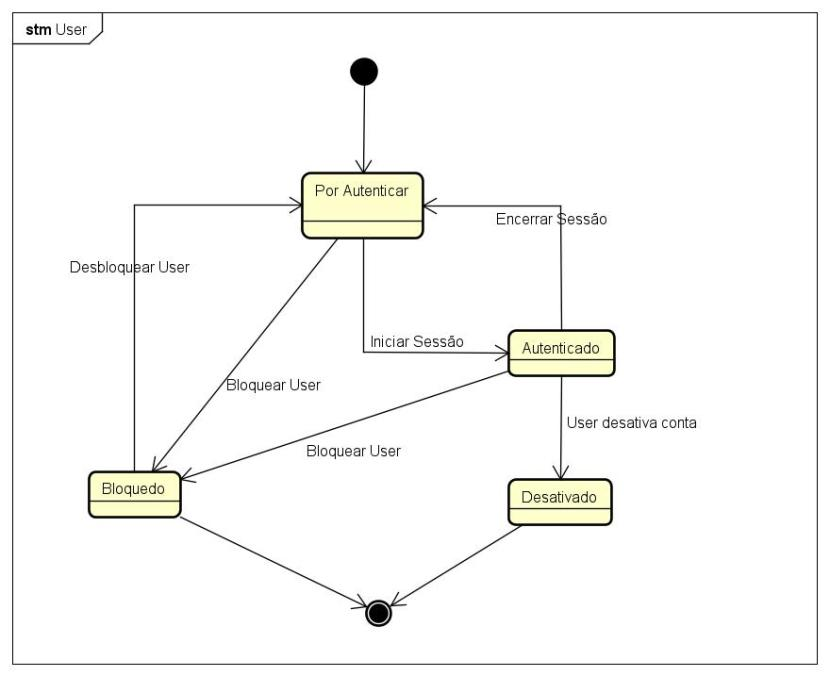 stm User
Por Autenticar
Encerrar Sessão
Desbloquear User
Iniciar Sessão
Autenticado
Bloquear User
User desativa conta
Bloquear User
Bloquedo
Desativado